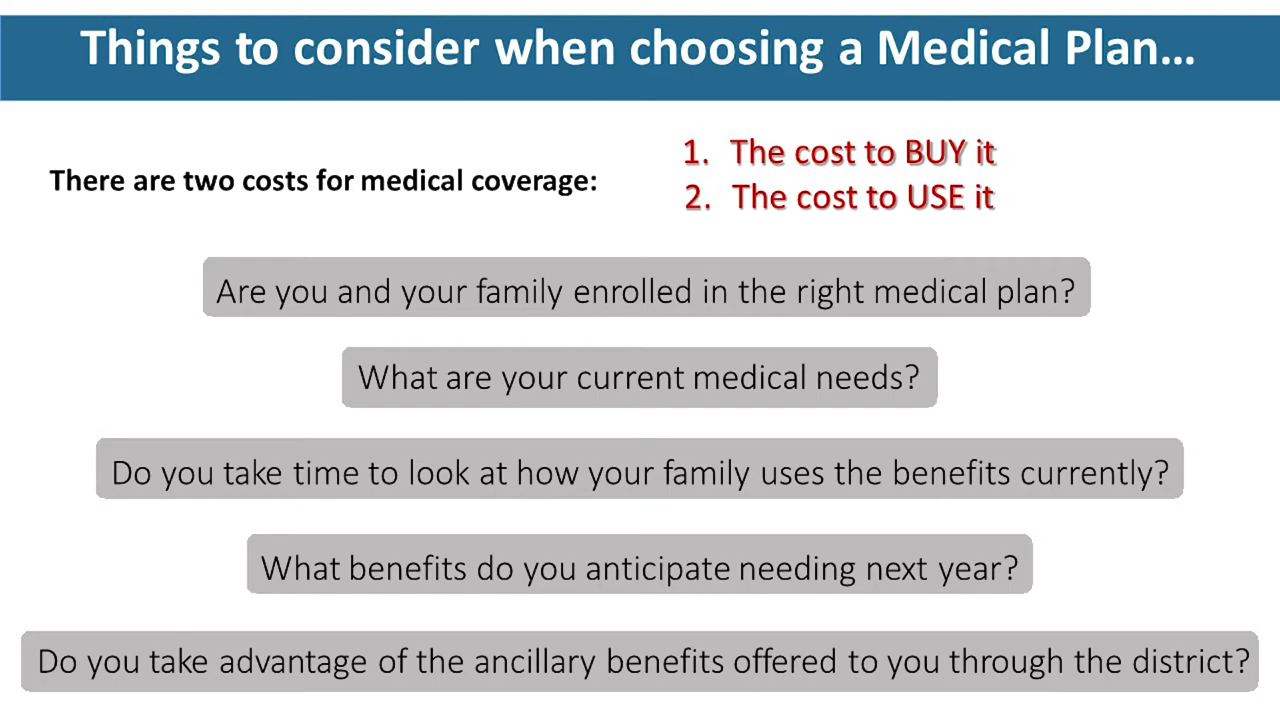 Things to consider when choosing a Medical Plan…
There are two costs for medical coverage:
1. The cost to BUY it
2. The cost to USE it
Are you and your family enrolled in the right medical plan?
What are your current medical needs?
Do you take time to look at how your family uses the benefits currently?
What benefits do you anticipate needing next year?
Do you take advantage of the ancillary benefits offered to you through the district?